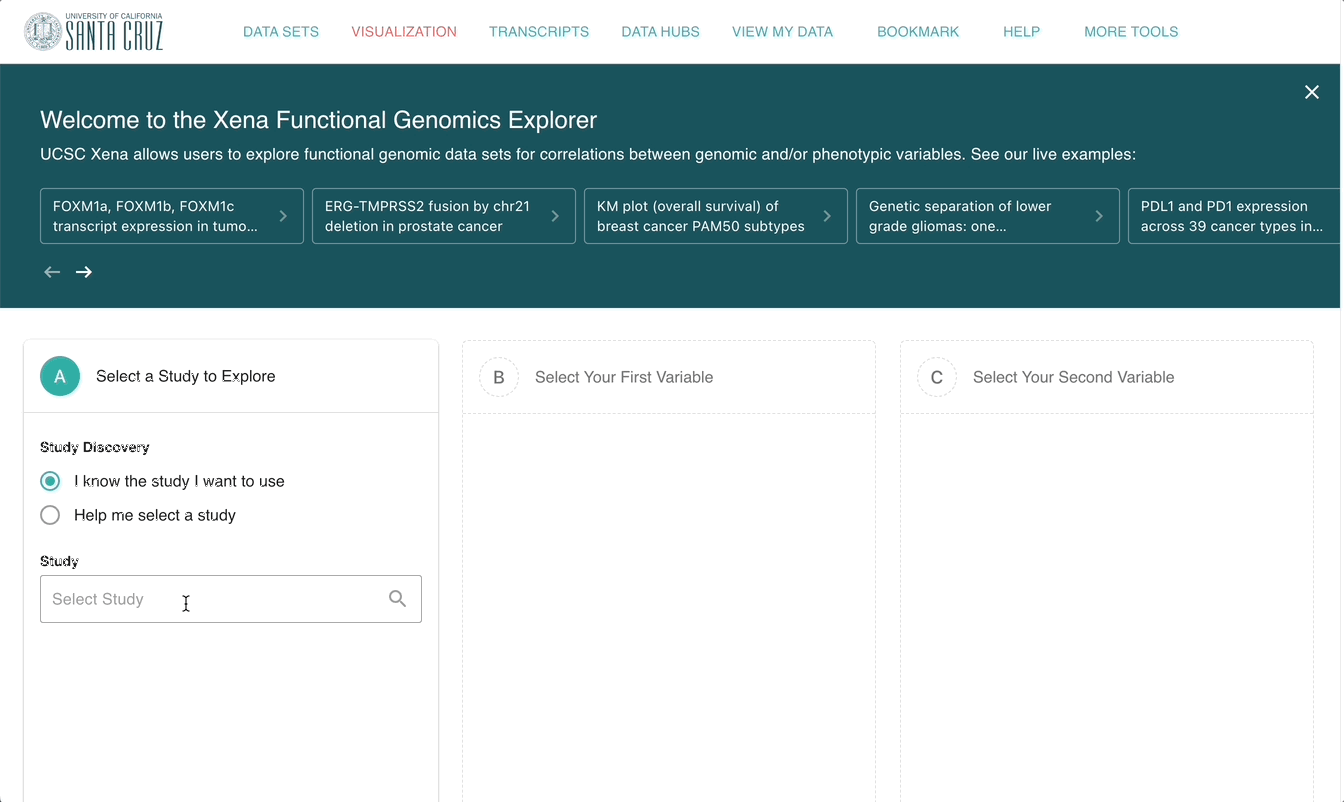 UNIVERSITY OF CALIFORNIA
SANTA CRUZ
DATA SETS
VISUALIZATION
TRANSCRIPTS
DATA HUBS
VIEW MY DATA
BOOKMARK
HELP
MORE TOOLS
Welcome to the Xena Functional Genomics Explorer
UCSC Xena allows users to explore functional genomic data sets for correlations between genomic and/or phenotypic variables. See our live examples:
FOXM1a, FOXM1b, FOXM1c
transcript expression in tumo...
ERG-TMPRSS2 fusion by chr21
deletion in prostate cancer
KM plot (overall survival) of
breast cancer PAM50 subtypes
Genetic separation of lower
grade gliomas: one...
PDL1 and PD1 expression
across 39 cancer types in...
A
Select a Study to Explore
Study Discovery
I know the study I want to use
Help me select a study
Study
Select Study
B
Select Your First Variable
C
Select Your Second Variable